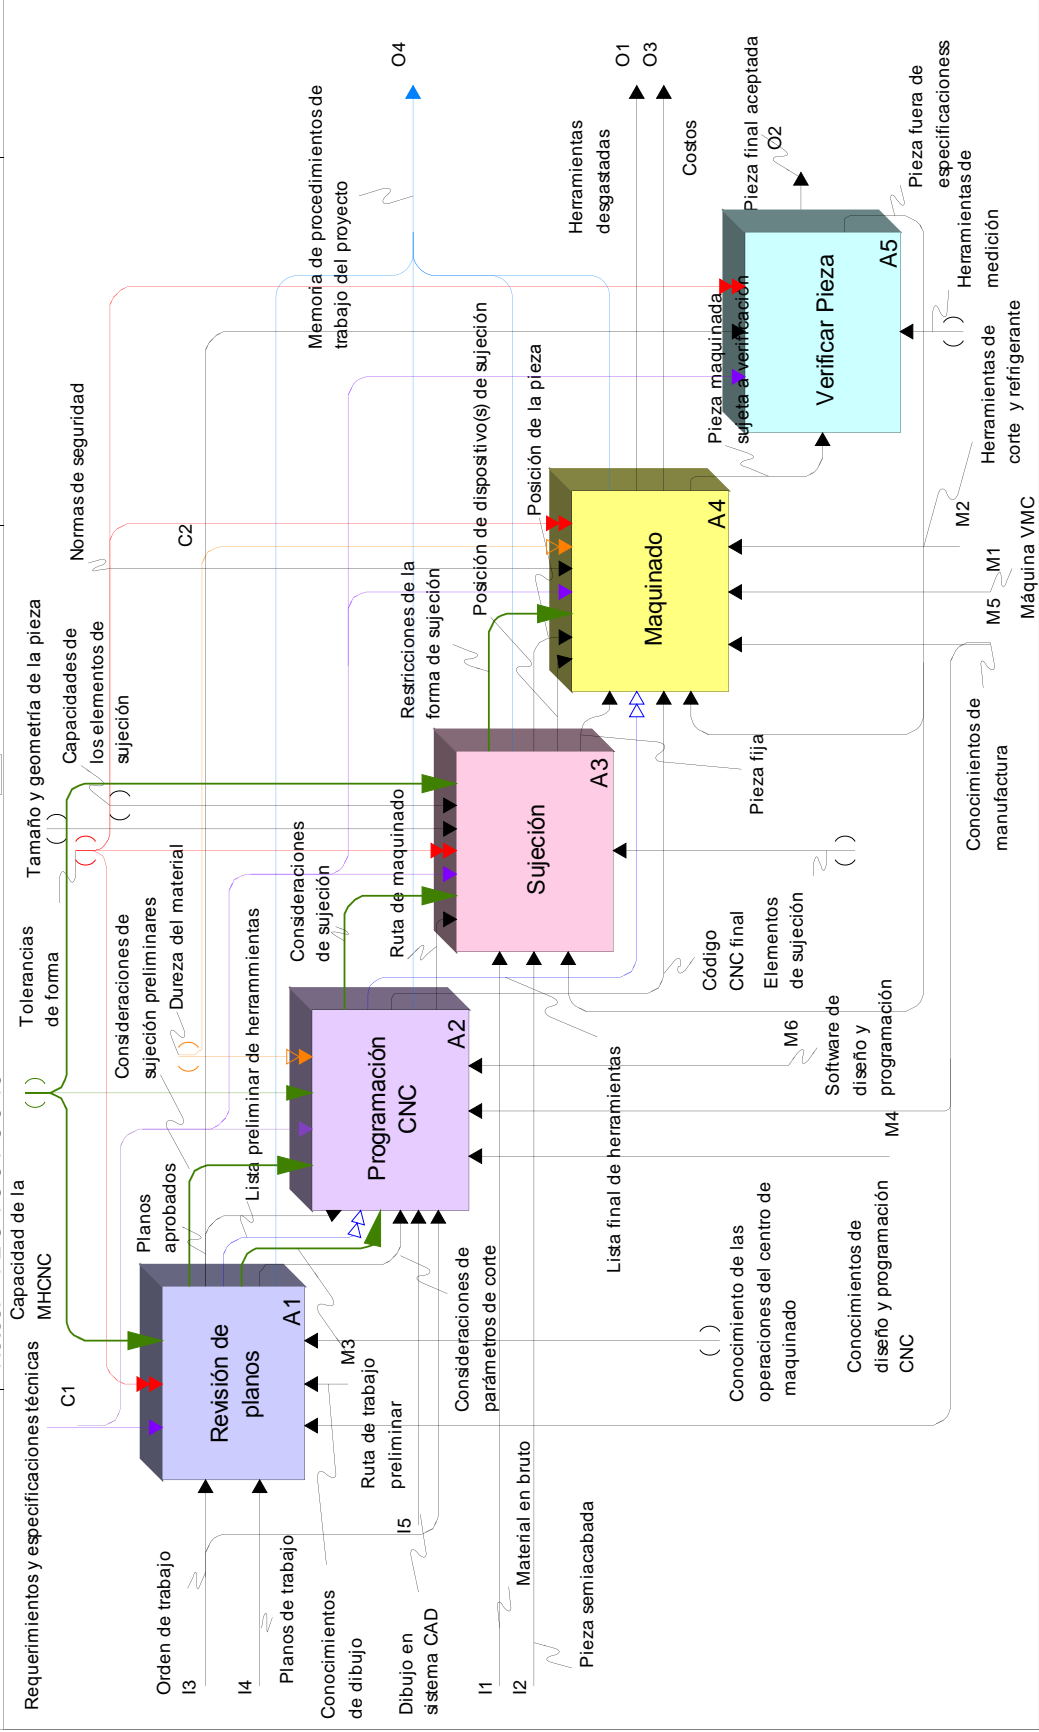 Requerimientos y especificaciones técnicas
C1
Capacidad de la
MHCNC
Tolerancias
de forma
Tamaño y geometría de la pieza
Capacidades de
los elementos de
sujeción
Normas de seguridad
C2
Consideraciones de
sujeción preliminares
Dureza del material
Planos
aprobados
Lista preliminar de herrammientas
Consideraciones
de sujeción
Ruta de maquinado
Restricciones de la
forma de sujeción
Posición de dispositivo(s) de sujeción
Posición de la pieza
Memoria de procedimientos de
trabajo del proyecto
O4
Herramientas
desgastadas
O1
O3
Costos
Pieza final aceptada
O2
Pieza fuera de
especificacioness
Pieza maquinada
sujeta a verificación
Orden de trabajo
I3
I4
Planos de trabajo
Revisión de
planos
A1
Programación
CNC
A2
Sujeción
A3
Maquinado
A4
Verificar Pieza
A5
Conocimientos
de dibujo
M3
Ruta de trabajo
preliminar
I5
Dibujo en
sistema CAD
Consideraciones de
parámetros de corte
I1
Material en bruto
I2
Pieza semiacabada
Lista final de herramientas
Código
CNC final
Elementos
de sujeción
Pieza fija
M6
Software de
diseño y
programación
M4
Conocimiento de las
operaciones del centro de
maquinado
Conocimientos de
diseño y programación
CNC
Conocimientos de
manufactura
M5
M1
Máquina VMC
M2
Herramientas de
corte y refrigerante
Herramientas de
medición